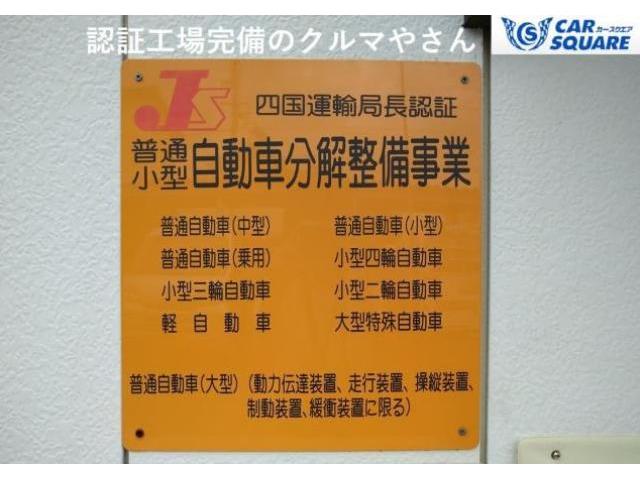 認証工場完備のクルマやさん
CAR カースクエア
SQUARE
JS
四国運輸局長認証
普通
小型 自動車分解整備事業
普通自動車(中型) 普通自動車(小型)
普通自動車(乗用) 小型四輪自動車
小型三輪自動車 小型二輪自動車
軽自動車 大型特殊自動車
普通自動車(大型)(動力伝達装置、走行装置、操縦装置、
制動装置、緩衝装置に限る)